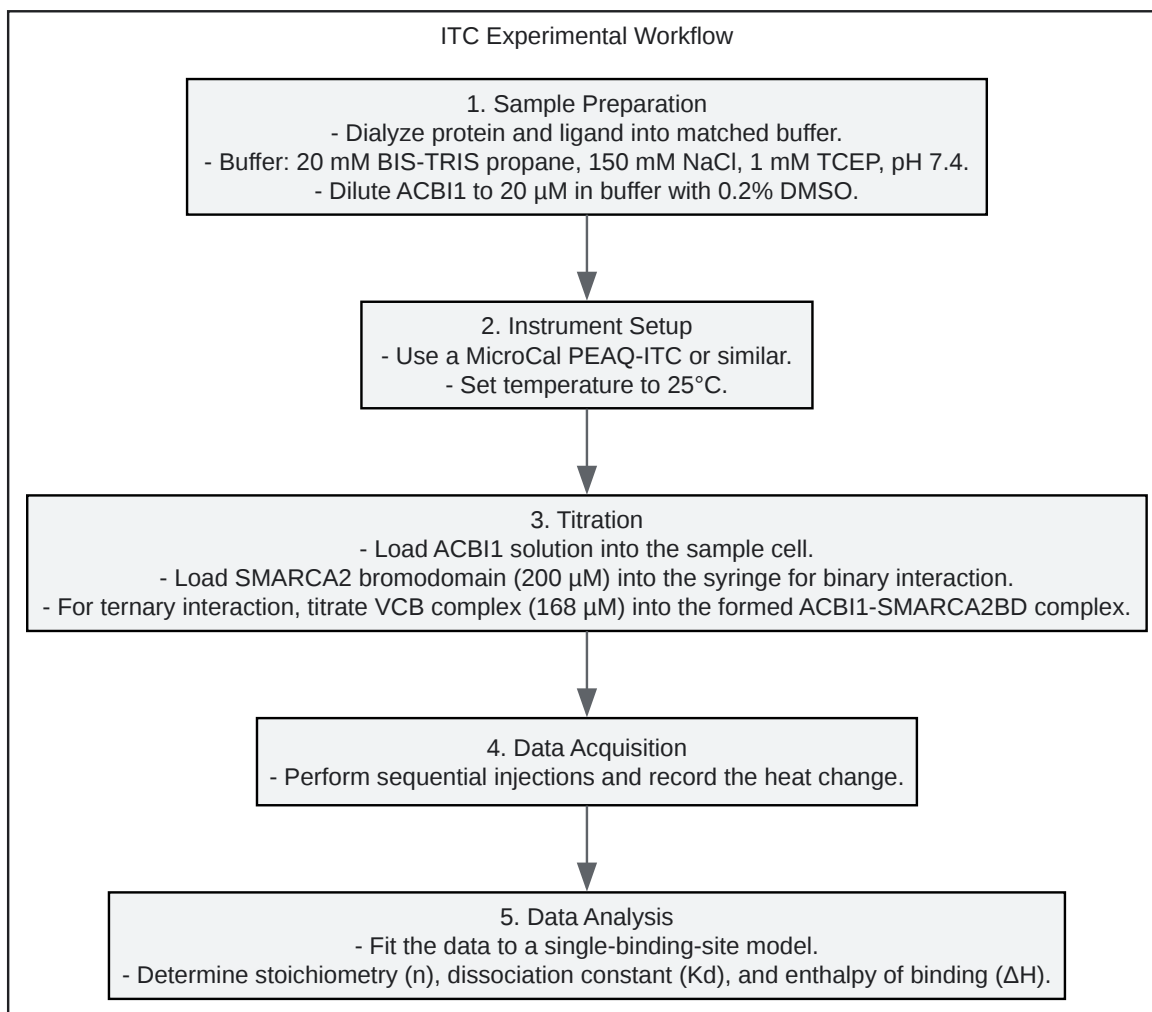 ITC Experimental Workflow
1. Sample Preparation
- Dialyze protein and ligand into matched buffer.
- Buffer: 20 mM BIS-TRIS propane, 150 mM NaCl, 1 mM TCEP, pH 7.4.
- Dilute ACBI1 to 20 µM in buffer with 0.2% DMSO.
2. Instrument Setup
- Use a MicroCal PEAQ-ITC or similar.
- Set temperature to 25°C.
3. Titration
- Load ACBI1 solution into the sample cell.
- Load SMARCA2 bromodomain (200 µM) into the syringe for binary interaction.
- For ternary interaction, titrate VCB complex (168 µM) into the formed ACBI1-SMARCA2BD complex.
4. Data Acquisition
- Perform sequential injections and record the heat change.
5. Data Analysis
- Fit the data to a single-binding-site model.
- Determine stoichiometry (n), dissociation constant (Kd), and enthalpy of binding (ΔH).